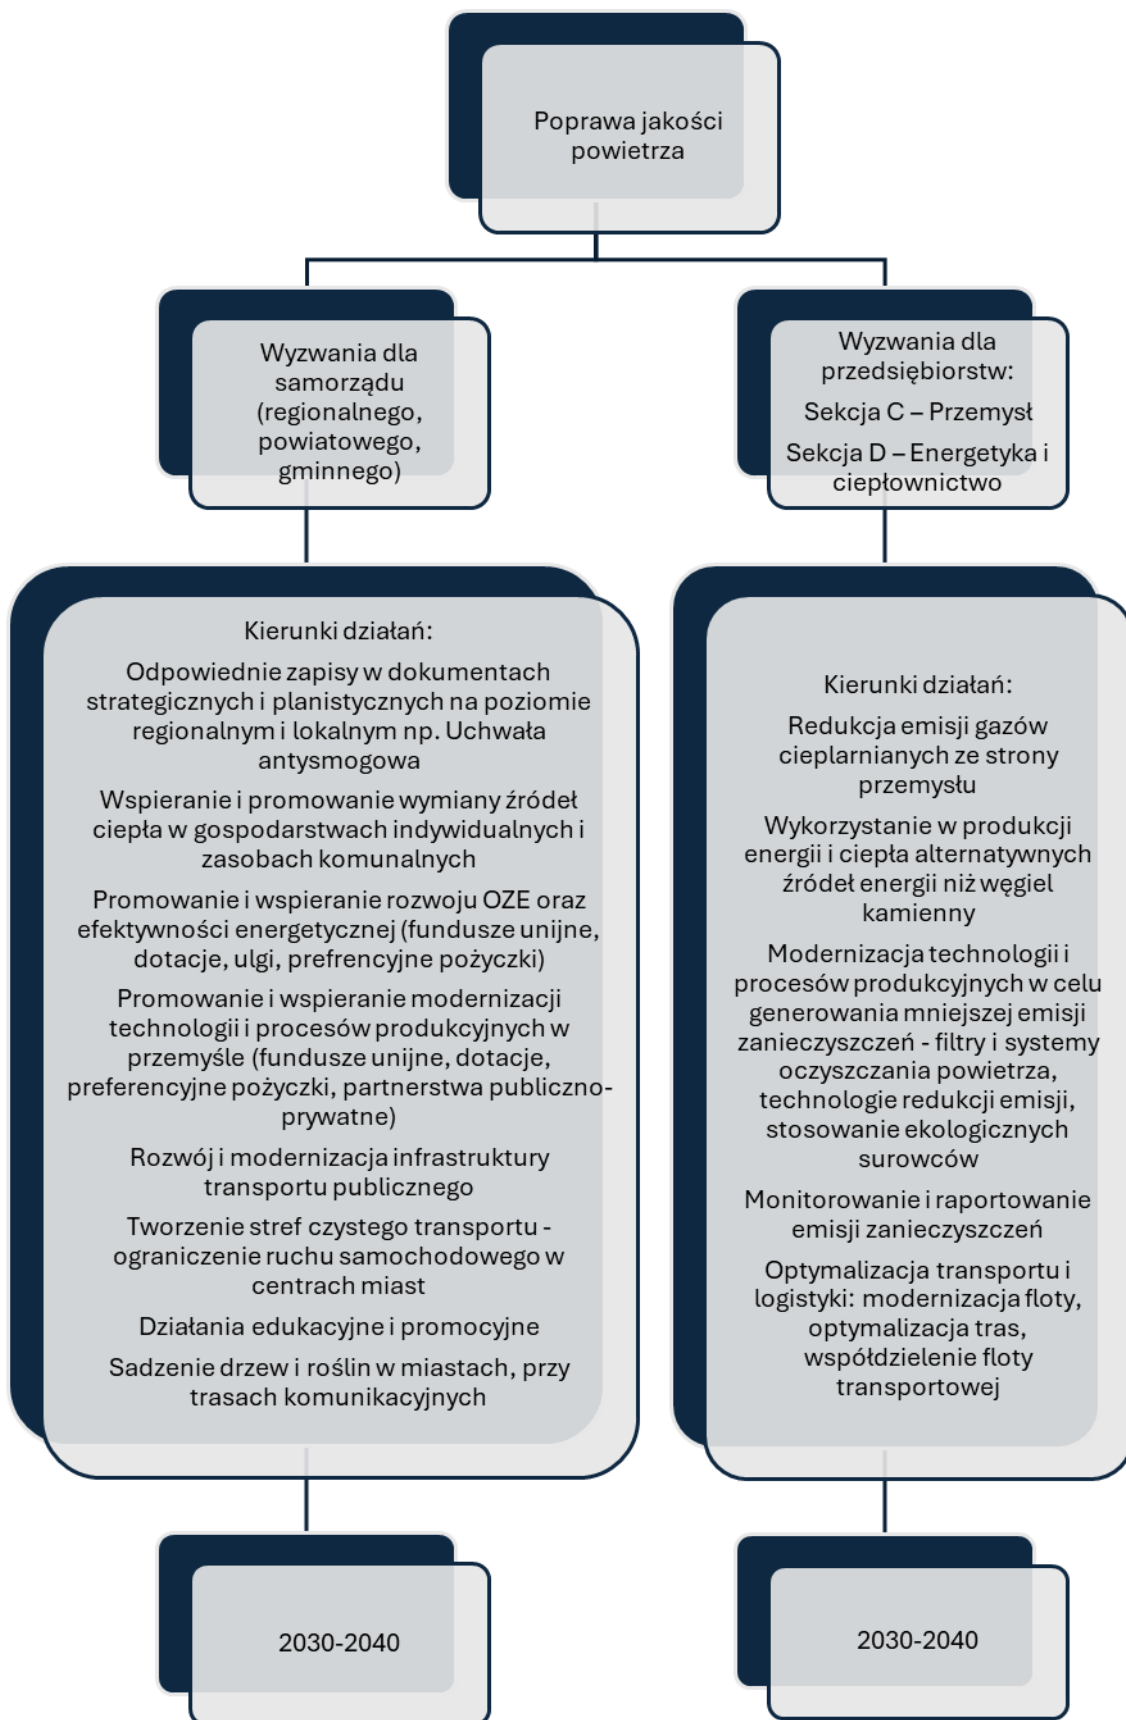 Poprawa jakości
powietrza
Wyzwania dla
samorządu
(regionalnego,
powiatowego,
gminnego)
Wyzwania dla
przedsiębiorstw:
Sekcja C – Przemysł
Sekcja D – Energetyka i
ciepłownictwo
Kierunki działań:
Odpowiednie zapisy w dokumentach
strategicznych i planistycznych na poziomie
regionalnym i lokalnym np. Uchwała
antysmogowa
Wspieranie i promowanie wymiany źródeł
ciepła w gospodarstwach indywidualnych i
zasobach komunalnych
Promowanie i wspieranie rozwoju OZE oraz
efektywności energetycznej (fundusze unijne,
dotacje, ulgi, prefrencyjne pożyczki)
Promowanie i wspieranie modernizacji
technologii i procesów produkcyjnych w
przemyśle (fundusze unijne, dotacje,
preferencyjne pożyczki, partnerstwa publiczno-
prywatne)
Rozwój i modernizacja infrastruktury
transportu publicznego
Tworzenie stref czystego transportu -
ograniczenie ruchu samochodowego w
centrach miast
Działania edukacyjne i promocyjne
Sadzenie drzew i roślin w miastach, przy
trasach komunikacyjnych
Kierunki działań:
Redukcja emisji gazów
cieplarnianych ze strony
przemysłu
Wykorzystanie w produkcji
energii i ciepła alternatywnych
źródeł energii niż węgiel
kamienny
Modernizacja technologii i
procesów produkcyjnych w celu
generowania mniejszej emisji
zanieczyszczeń - filtry i systemy
oczyszczania powietrza,
technologie redukcji emisji,
stosowanie ekologicznych
surowców
Monitorowanie i raportowanie
emisji zanieczyszczeń
Optymalizacja transportu i
logistyki: modernizacja floty,
optymalizacja tras,
współdzielenie floty
transportowej
2030-2040
2030-2040